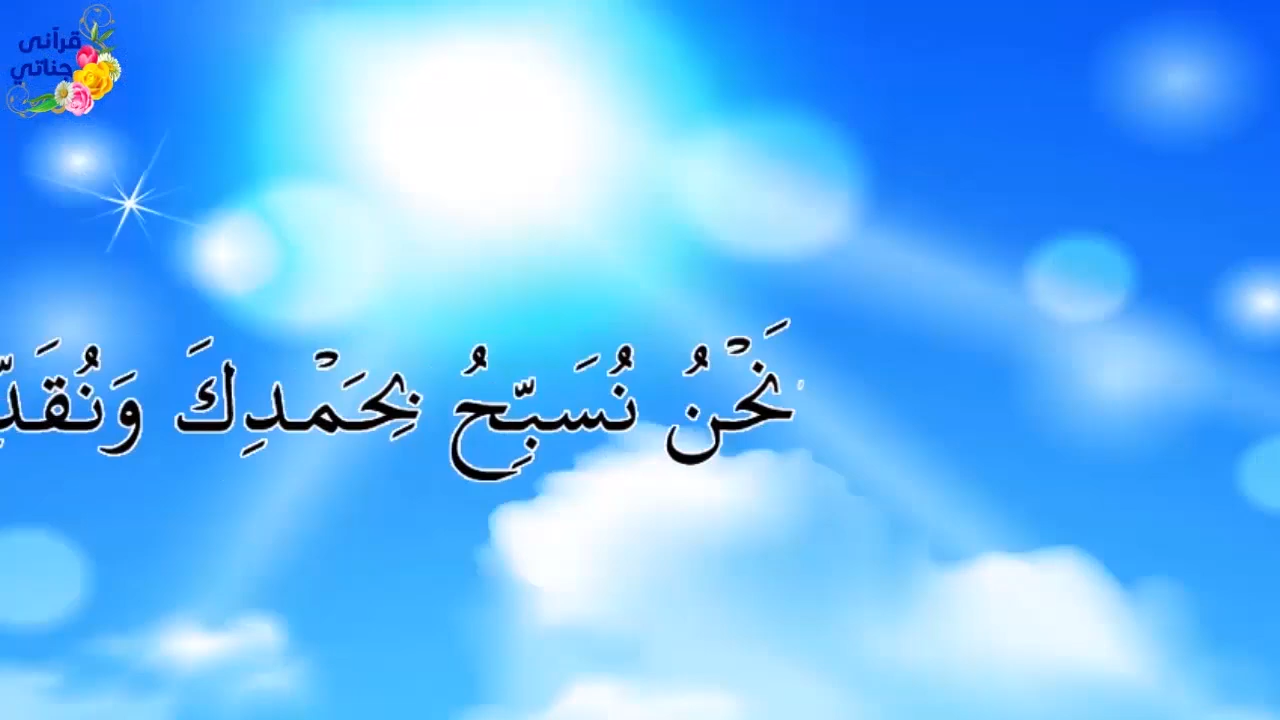 قرآنى
جناتي
نَحْنُ نُسَبِّحُ بِحَمْدِكَ وَنُقَدِّ